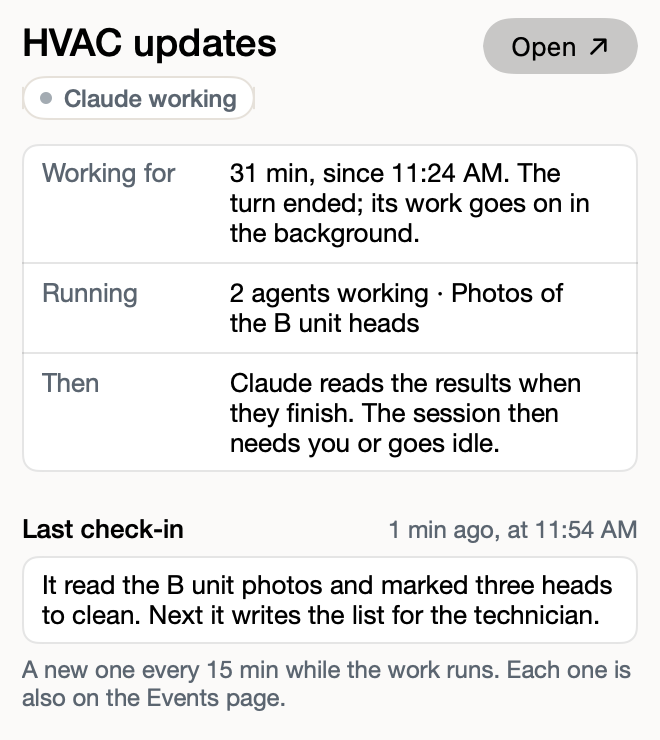 HVAC updates
Open ↗
Claude working
Working for
31 min, since 11:24 AM. The
turn ended; its work goes on in
the background.
Running
2 agents working · Photos of
the B unit heads
Then
Claude reads the results when
they finish. The session then
needs you or goes idle.
Last check-in
1 min ago, at 11:54 AM
It read the B unit photos and marked three heads
to clean. Next it writes the list for the technician.
A new one every 15 min while the work runs. Each one is
also on the Events page.